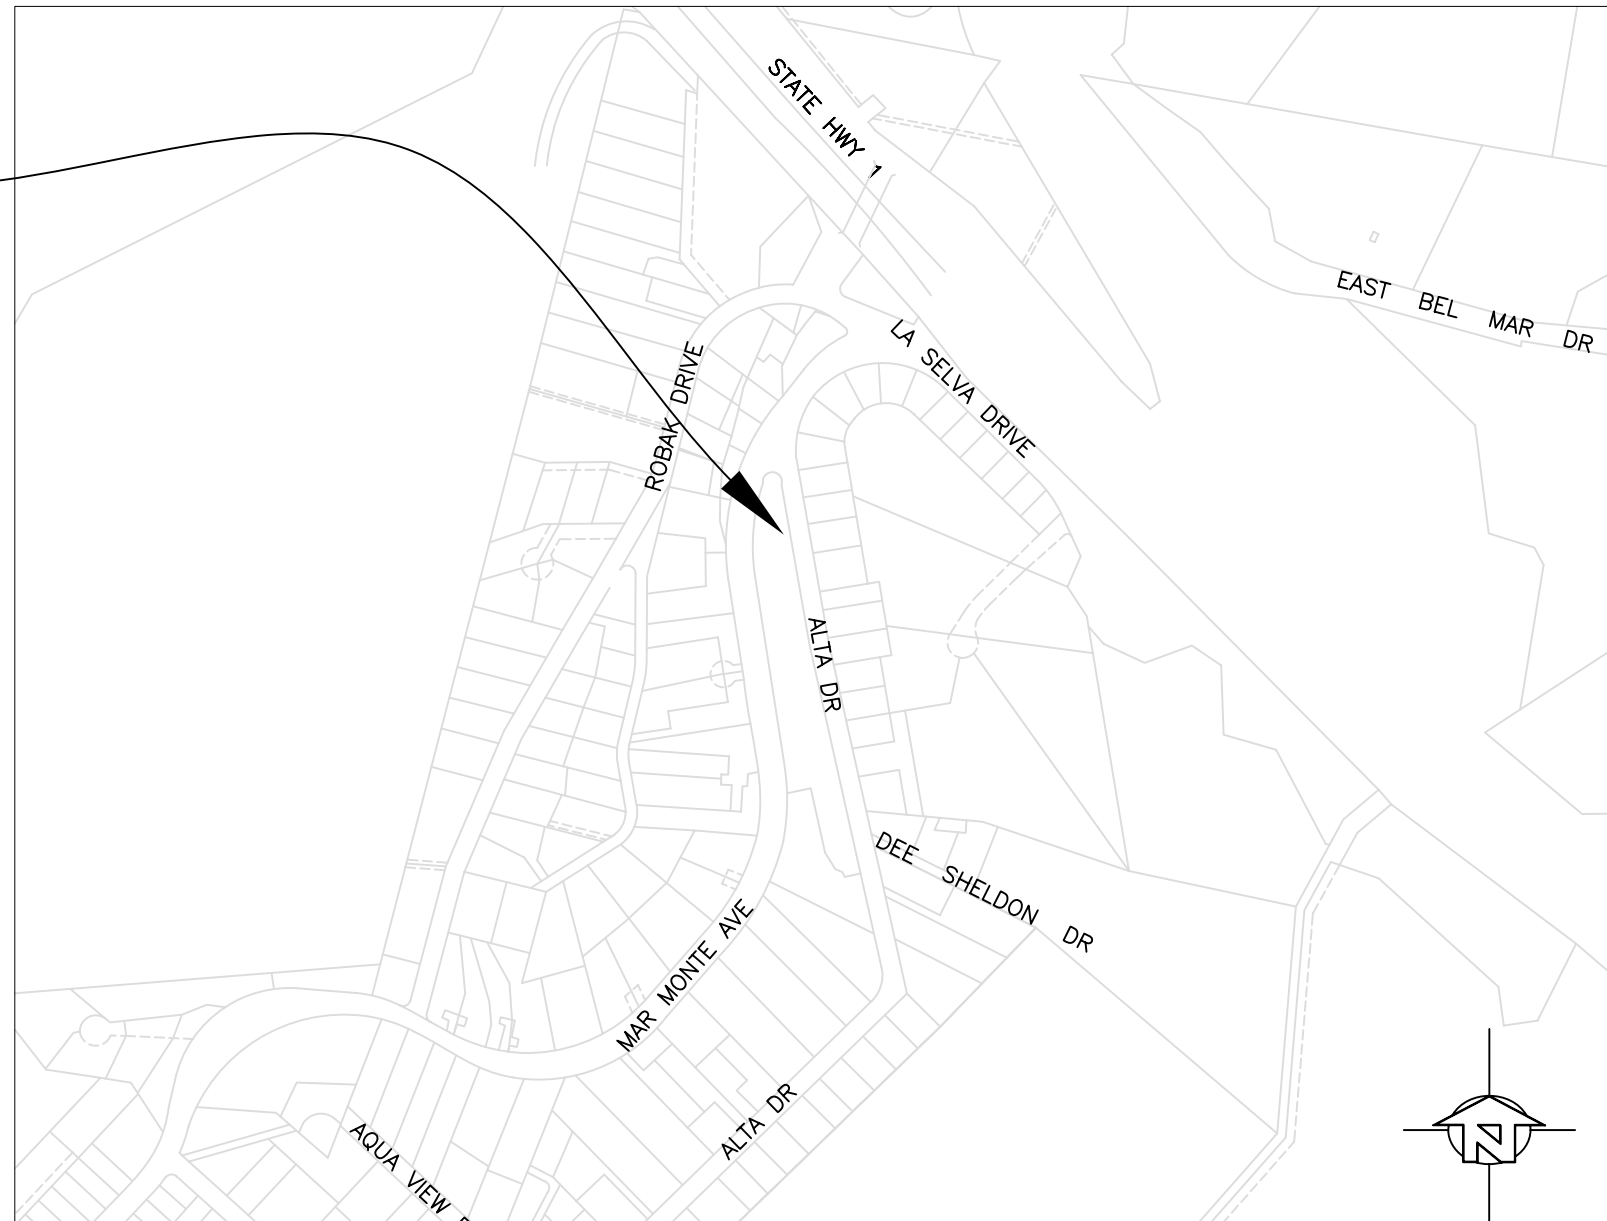 STATE HWY 1
EAST BEL MAR DR
LA SELVA DRIVE
ROBAK DRIVE
ALTA DR
DEE SHELDON DR
MAR MONTE AVE
ALTA DR
AQUA VIEW
N